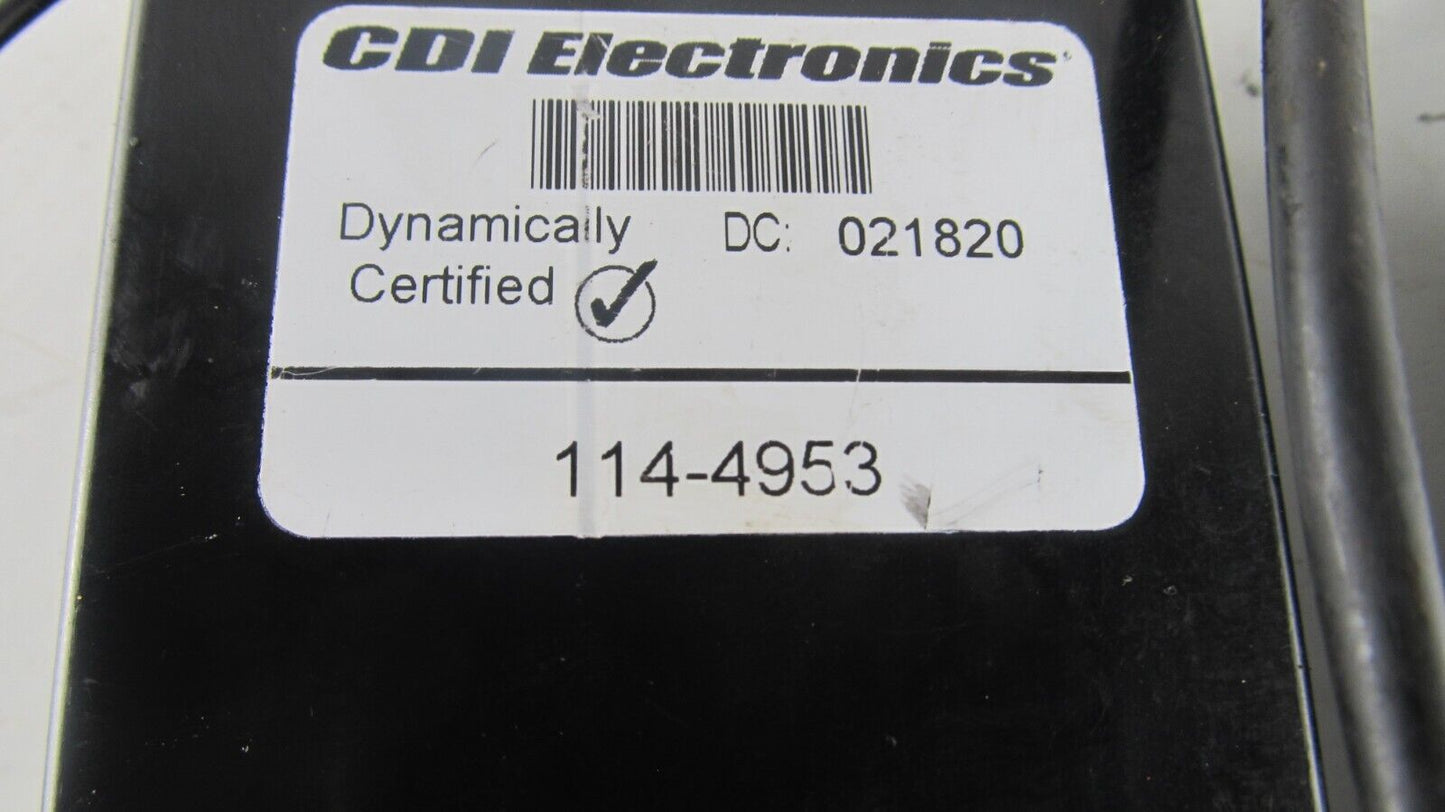 CDI Electronics
Dynamically DC: 021820
Certified
114-4953